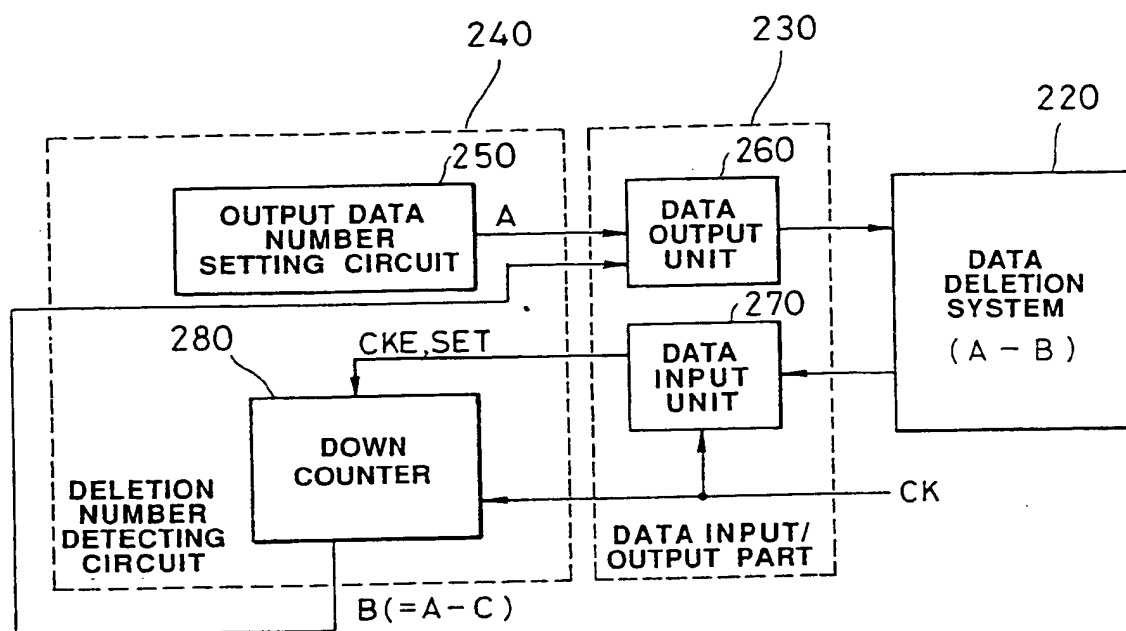 240
230
220
250
260
OUTPUT DATA
NUMBER
SETTING CIRCUIT
A
DATA
OUTPUT
UNIT
DATA
DELETION
SYSTEM
(A - B)
270
280
CKE,SET
DATA
INPUT
UNIT
DOWN
COUNTER
CK
DELETION
NUMBER
DETECTING
CIRCUIT
DATA INPUT/
OUTPUT PART
B(=A-C)